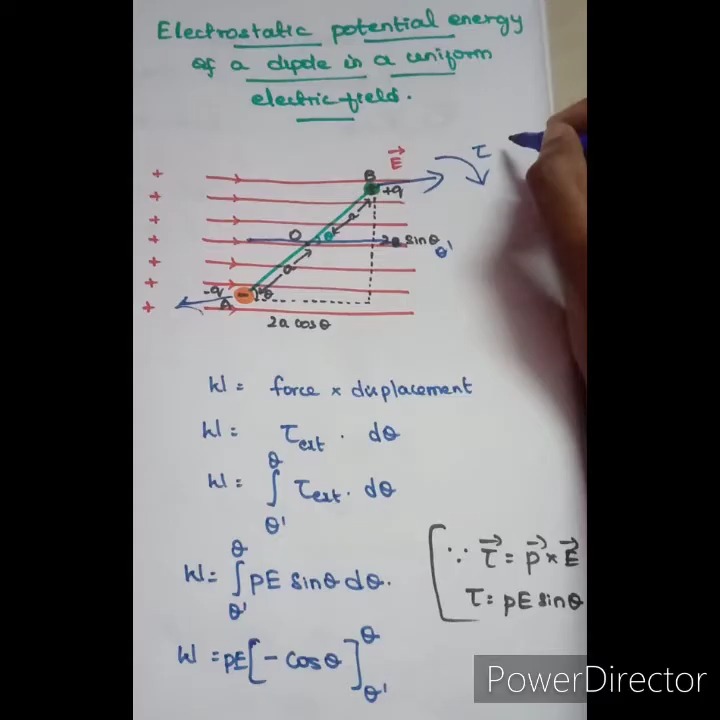 Electrostatic potential energy
of a dipole in a uniform
electric field.
E
τ
B
+q
+
+
+
+
+
+
+
O
θ'
a
2a sinθ
θ'
a
-q
θ
A
2a cosθ
W = force × displacement
W = τext . dθ
W = ∫ τext . dθ
θ
θ'
W = ∫ pE sinθ dθ.
θ
θ'
∵ τ = p × E
τ = pE sinθ
W = pE[- cosθ]
θ
θ'
PowerDirector